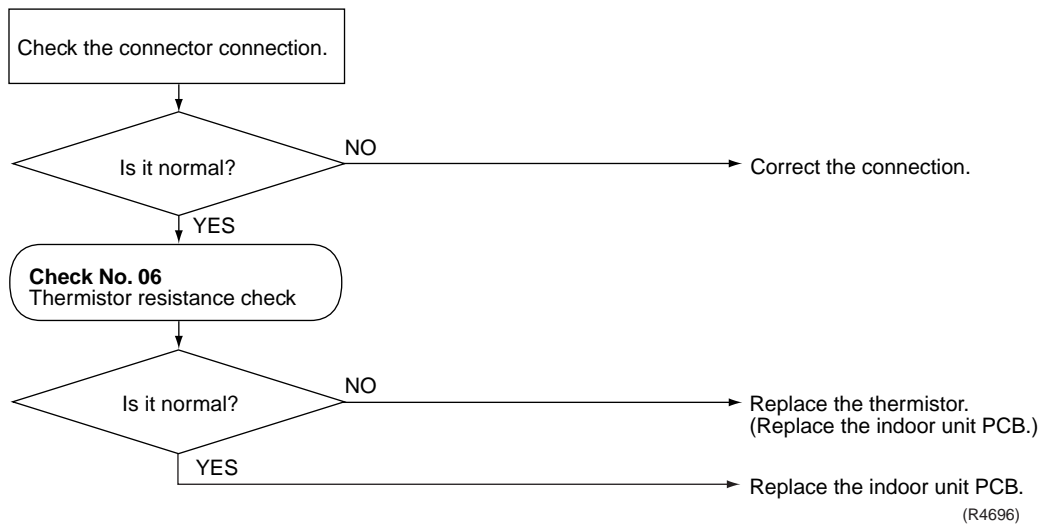 Check the connector connection.
NO
Is it normal?
Correct the connection.
YES
Check No. 06
Thermistor resistance check
NO
Is it normal?
Replace the thermistor.
(Replace the indoor unit PCB.)
YES
Replace the indoor unit PCB.
(R4696)